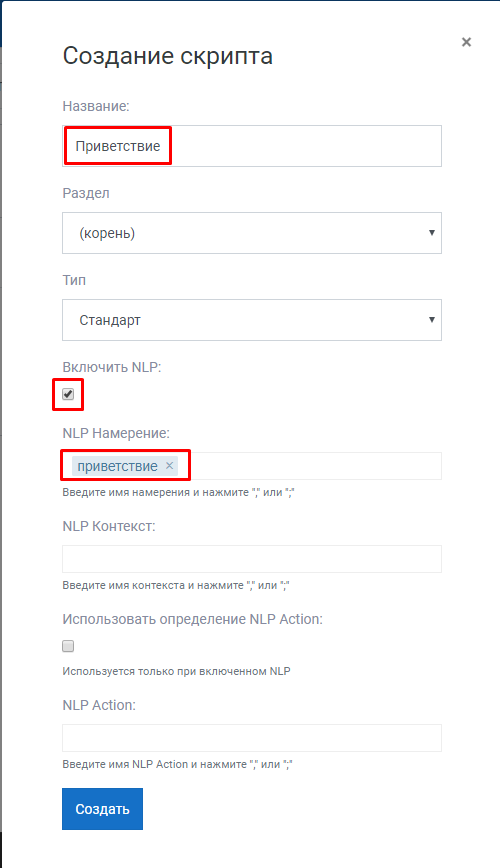 ×
Создание скрипта
Название:
Приветствие
Раздел
(корень)
Тип
Стандарт
Включить NLP:
NLP Намерение:
приветствие ×
Введите имя намерения и нажмите "," или ";"
NLP Контекст:
Введите имя контекста и нажмите "," или ";"
Использовать определение NLP Action:
Используется только при включенном NLP
NLP Action:
Введите имя NLP Action и нажмите "," или ";"
Создать